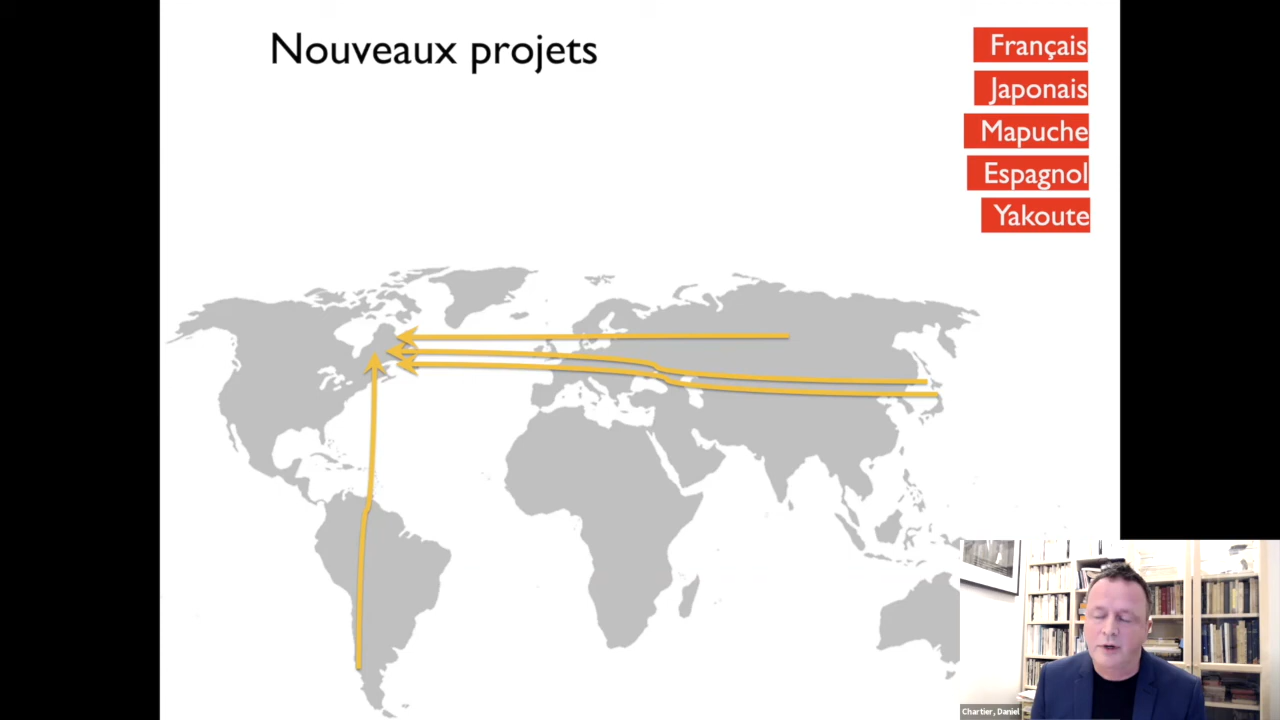 Nouveaux projets
Français
Japonais
Mapuche
Espagnol
Yakoute
Chartier, Daniel